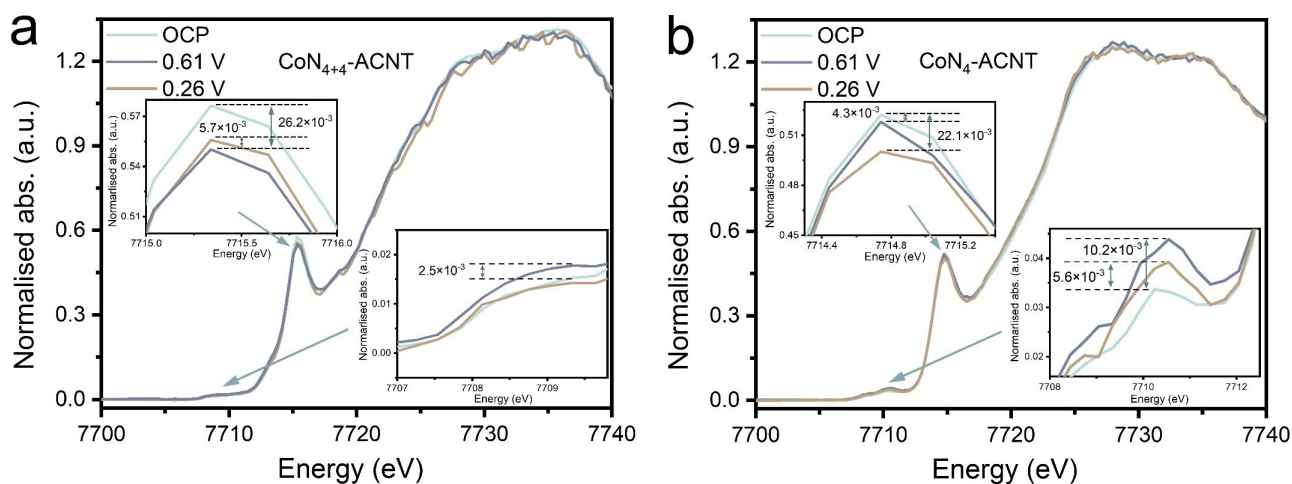 a
OCP
0.61 V
0.26 V
CoN4+4-ACNT
Normalised abs. (a.u.)
1.2
0.9
0.6
0.3
0.0
7700
7710
7720
7730
7740
Energy (eV)
Normarlised abs. (a.u.)
0.57
0.54
0.51
5.7×10⁻³
26.2×10⁻³
7715.0
7715.5
7716.0
Energy (eV)
Normarlised abs. (a.u.)
0.02
0.01
0.00
2.5×10⁻³
7707
7708
7709
Energy (eV)
b
OCP
0.61 V
0.26 V
CoN4-ACNT
Normalised abs. (a.u.)
1.2
0.9
0.6
0.3
0.0
7700
7710
7720
7730
7740
Energy (eV)
Normarlised abs. (a.u.)
0.51
0.48
0.45
4.3×10⁻³
22.1×10⁻³
7714.4
7714.8
7715.2
Energy (eV)
Normarlised abs. (a.u.)
0.04
0.03
0.02
10.2×10⁻³
5.6×10⁻³
7708
7710
7712
Energy (eV)